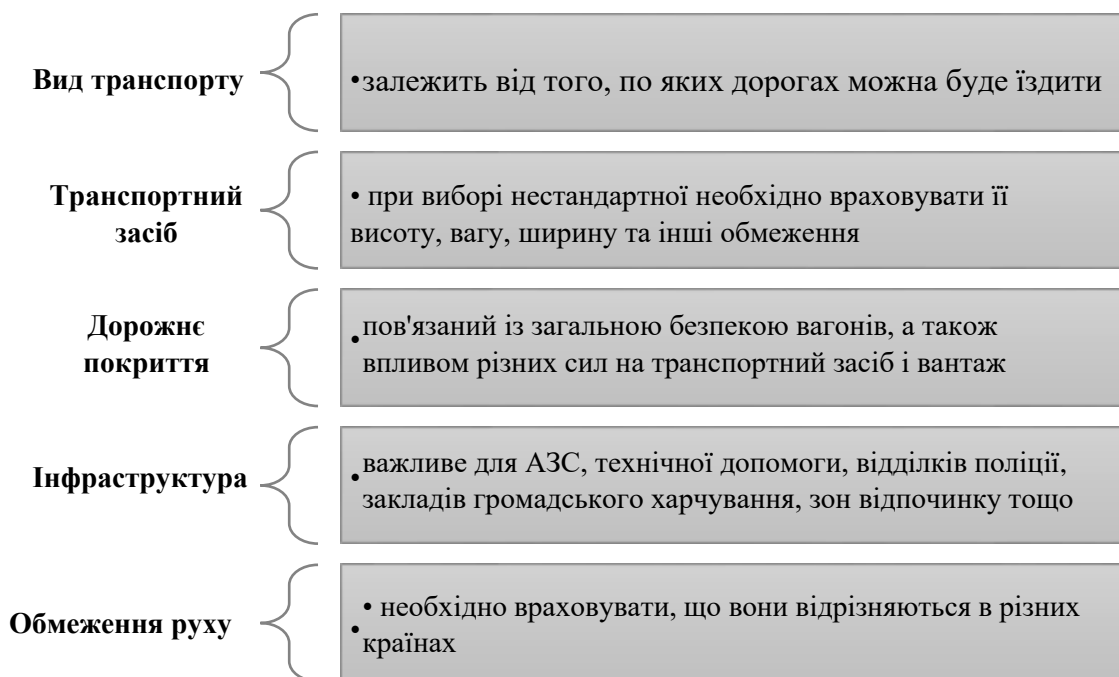 Вид транспорту
•залежить від того, по яких дорогах можна буде їздити
Транспортний
засіб
• при виборі нестандартної необхідно враховувати її
висоту, вагу, ширину та інші обмеження
Дорожнє
покриття
•пов'язаний із загальною безпекою вагонів, а також
впливом різних сил на транспортний засіб і вантаж
Інфраструктура
•важливе для АЗС, технічної допомоги, відділків поліції,
закладів громадського харчування, зон відпочинку тощо
Обмеження руху
• необхідно враховувати, що вони відрізняються в різних
•країнах